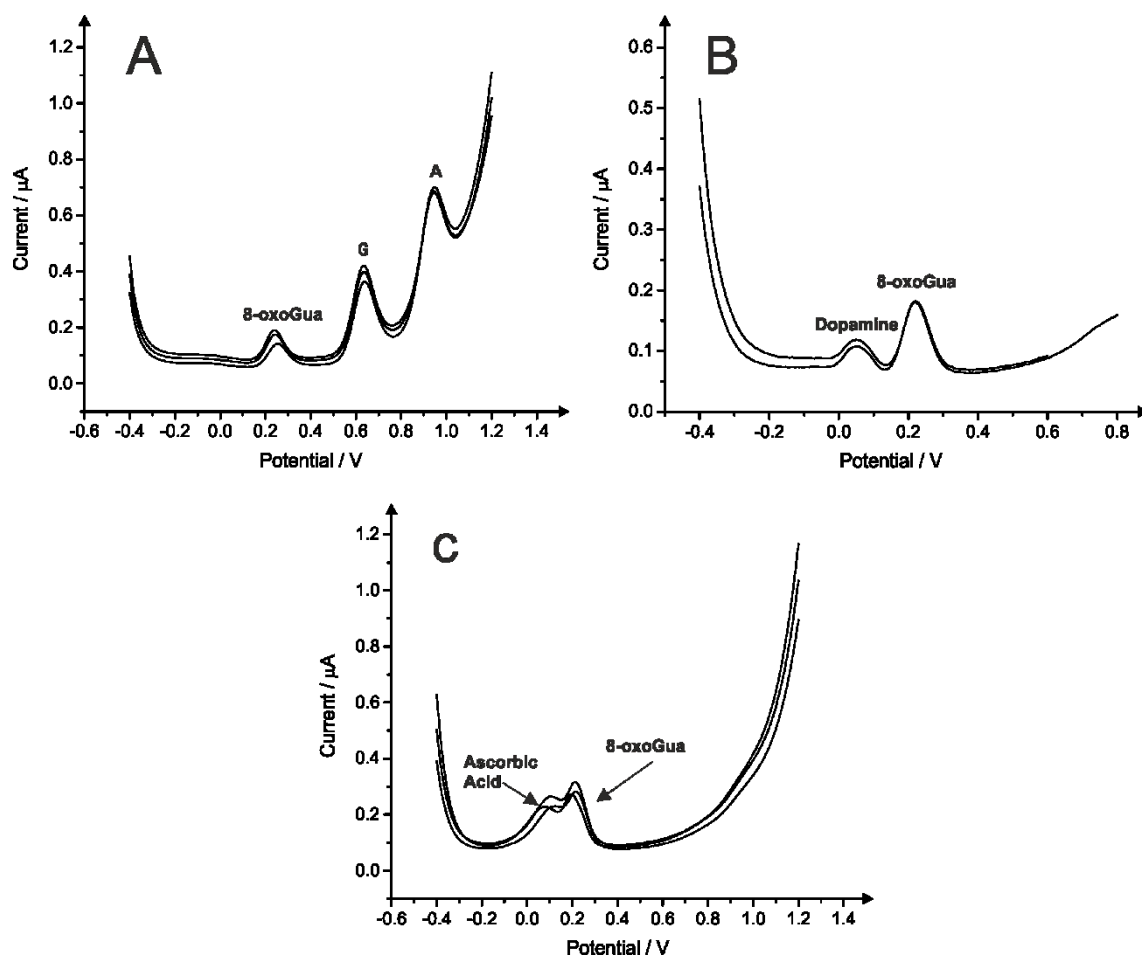 A
1.2
1.0
0.8
0.6
0.4
0.2
0.0
Current / μA
8-oxoGua
G
A
-0.6 -0.4 -0.2 0.0 0.2 0.4 0.6 0.8 1.0 1.2 1.4
Potential / V
B
0.6
0.5
0.4
0.3
0.2
0.1
0.0
Current / μA
Dopamine
8-oxoGua
-0.4 -0.2 0.0 0.2 0.4 0.6 0.8
Potential / V
C
1.2
1.0
0.8
0.6
0.4
0.2
0.0
Current / μA
Ascorbic
Acid
8-oxoGua
-0.6 -0.4 -0.2 0.0 0.2 0.4 0.6 0.8 1.0 1.2 1.4
Potential / V